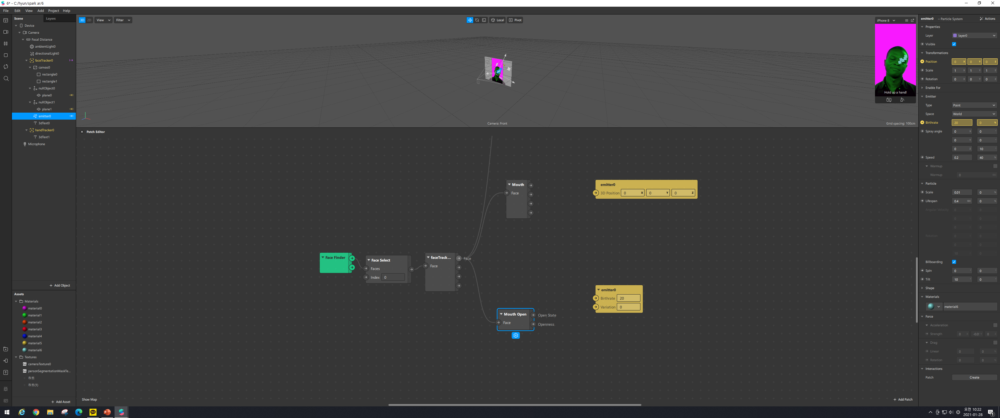 6* - C:/hyun/spark ar/6
File Edit View Add Project Help
Scene Layers
Device
Camera
Focal Distance
ambientLight0
directionalLight0
faceTracker0
canvas0
rectangle0
rectangle1
nullObject0
plane0
nullObject1
plane1
emitter0
3dText0
handTracker0
3dText1
Microphone
+ Add Object
Assets
Materials
material0
material1
material2
material3
material4
material5
material6
Textures
cameraTexture0
personSegmentationMaskTe...
하트
하트(1)
+ Add Asset
3D 2D View Filter
Local Pivot
Camera: Front
Grid spacing: 100cm
iPhone 8
Hold up a hand!
Patch Editor
Mouth
Face
emitter0
3D Position 0 X 0 Y 0 Z
Face Finder
Face Select
Faces
Index 0
faceTrack...
Face
Face
emitter0
Birthrate 20
Variation 0
Mouth Open
Face
Open State
Openness
Show Map
+ Add Patch
emitter0 – Particle System Actions
Properties
Layer layer0
Visible
Transformations
Position 0 X 0 Y 0 Z
Scale 1 X 1 Y 1 Z
Rotation 0 X 0 Y 0 Z
Enable For
Emitter
Type Point
Space World
Birthrate 20 0 %
Spray angle 0 X 0 °
0 Y 0 °
0 Z 10 °
Speed 0.2 40 %
Warmup
Warmup 0 SEC
Particle
Scale 0.01 0 %
Lifespan 0.4 SEC 0 %
Angular Velocity 0 0
0 0
0 0
Rotation 0 0
0 0
10 0
Billboarding
Spin 0 ° 0 °
Tilt 10 ° 0 °
Shape
Materials
material6
Force
Acceleration
Strength 0 X -0.0 Y 0 Z
Drag
Linear 0 0 %
Rotation 0 0 %
Interactions
Patch Create
TALK
오전 10:22
2021-01-28
1